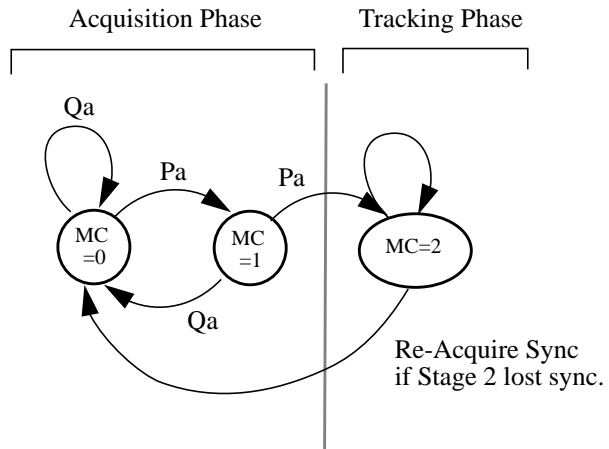 Acquisition Phase
Tracking Phase
Qa
Pa
Pa
MC
=0
MC
=1
MC=2
Qa
Re-Acquire Sync
if Stage 2 lost sync.